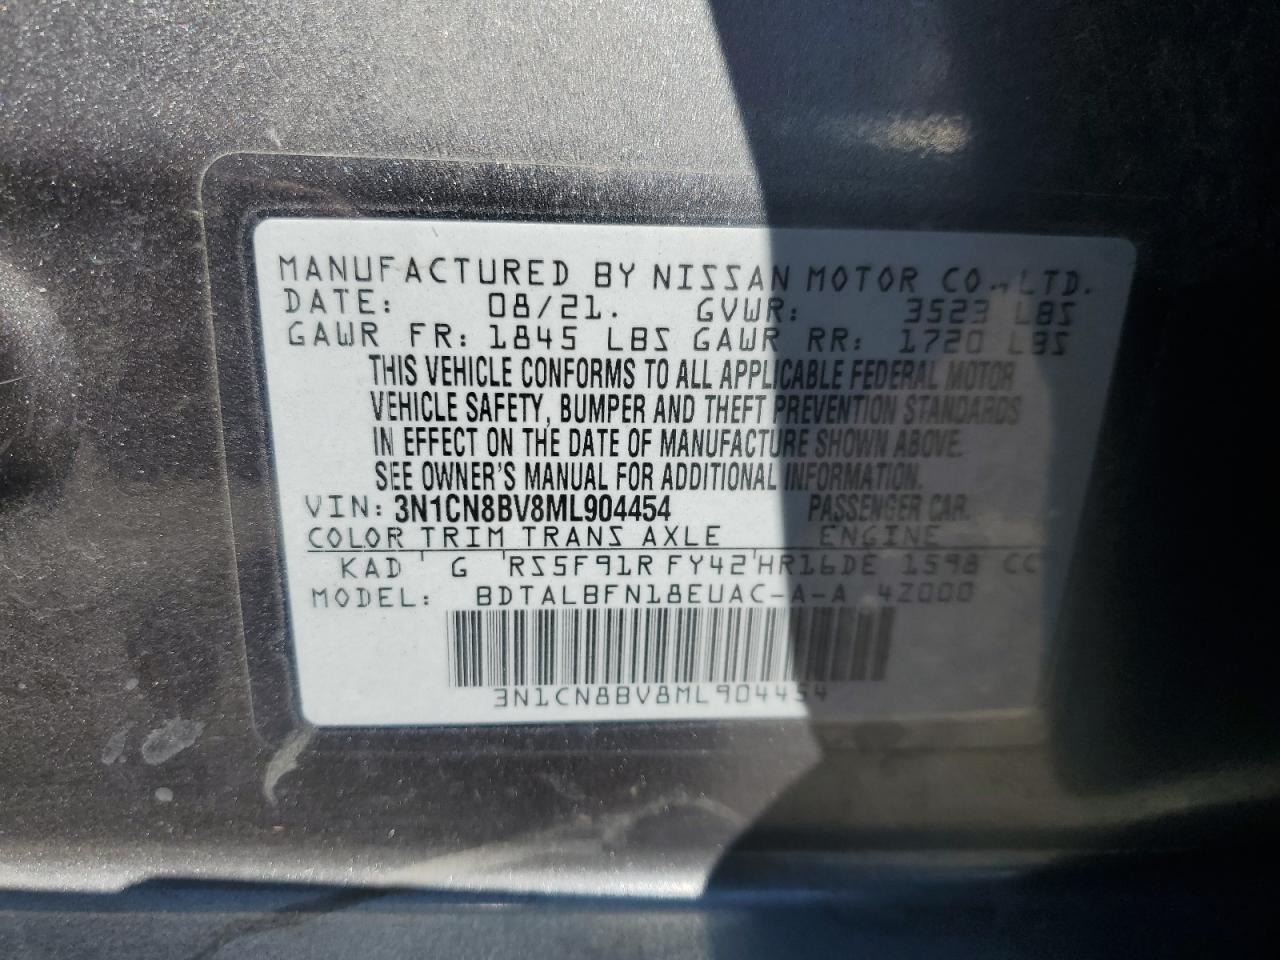 MANUFACTURED BY NISSAN MOTOR CO., LTD.
DATE: 08/21. GVWR: 3523 LBS
GAWR FR: 1845 LBS GAWR RR: 1720 LBS
THIS VEHICLE CONFORMS TO ALL APPLICABLE FEDERAL MOTOR
VEHICLE SAFETY, BUMPER AND THEFT PREVENTION STANDARDS
IN EFFECT ON THE DATE OF MANUFACTURE SHOWN ABOVE.
SEE OWNER'S MANUAL FOR ADDITIONAL INFORMATION.
VIN: 3N1CN8BV8ML904454 PASSENGER CAR.
COLOR TRIM TRANS AXLE ENGINE
KAD G RS5F91R FY42 HR16DE 1598 CC
MODEL: BDTALBFN18EUAC-A-A 4Z000
3N1CN8BV8ML904454